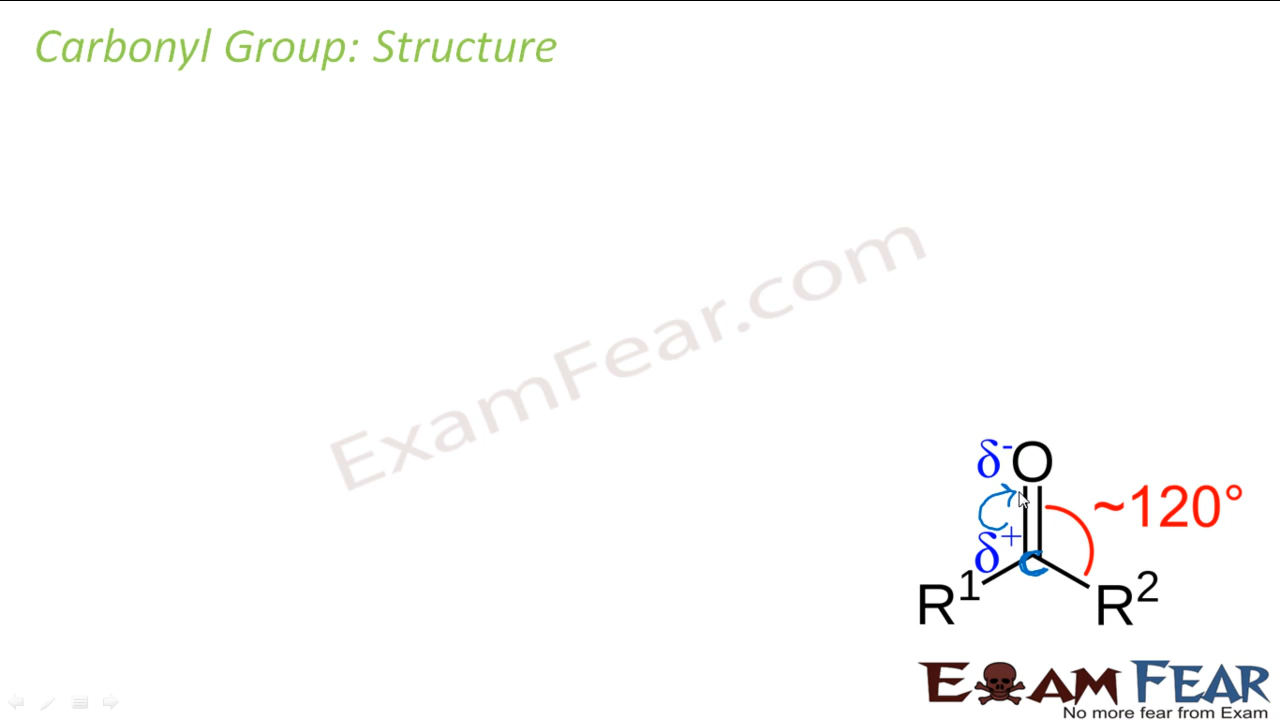 Carbonyl Group: Structure
ExamFear.com
δ⁻O
~120°
δ⁺
C
R¹
R²
EXAM FEAR
No more fear from Exam